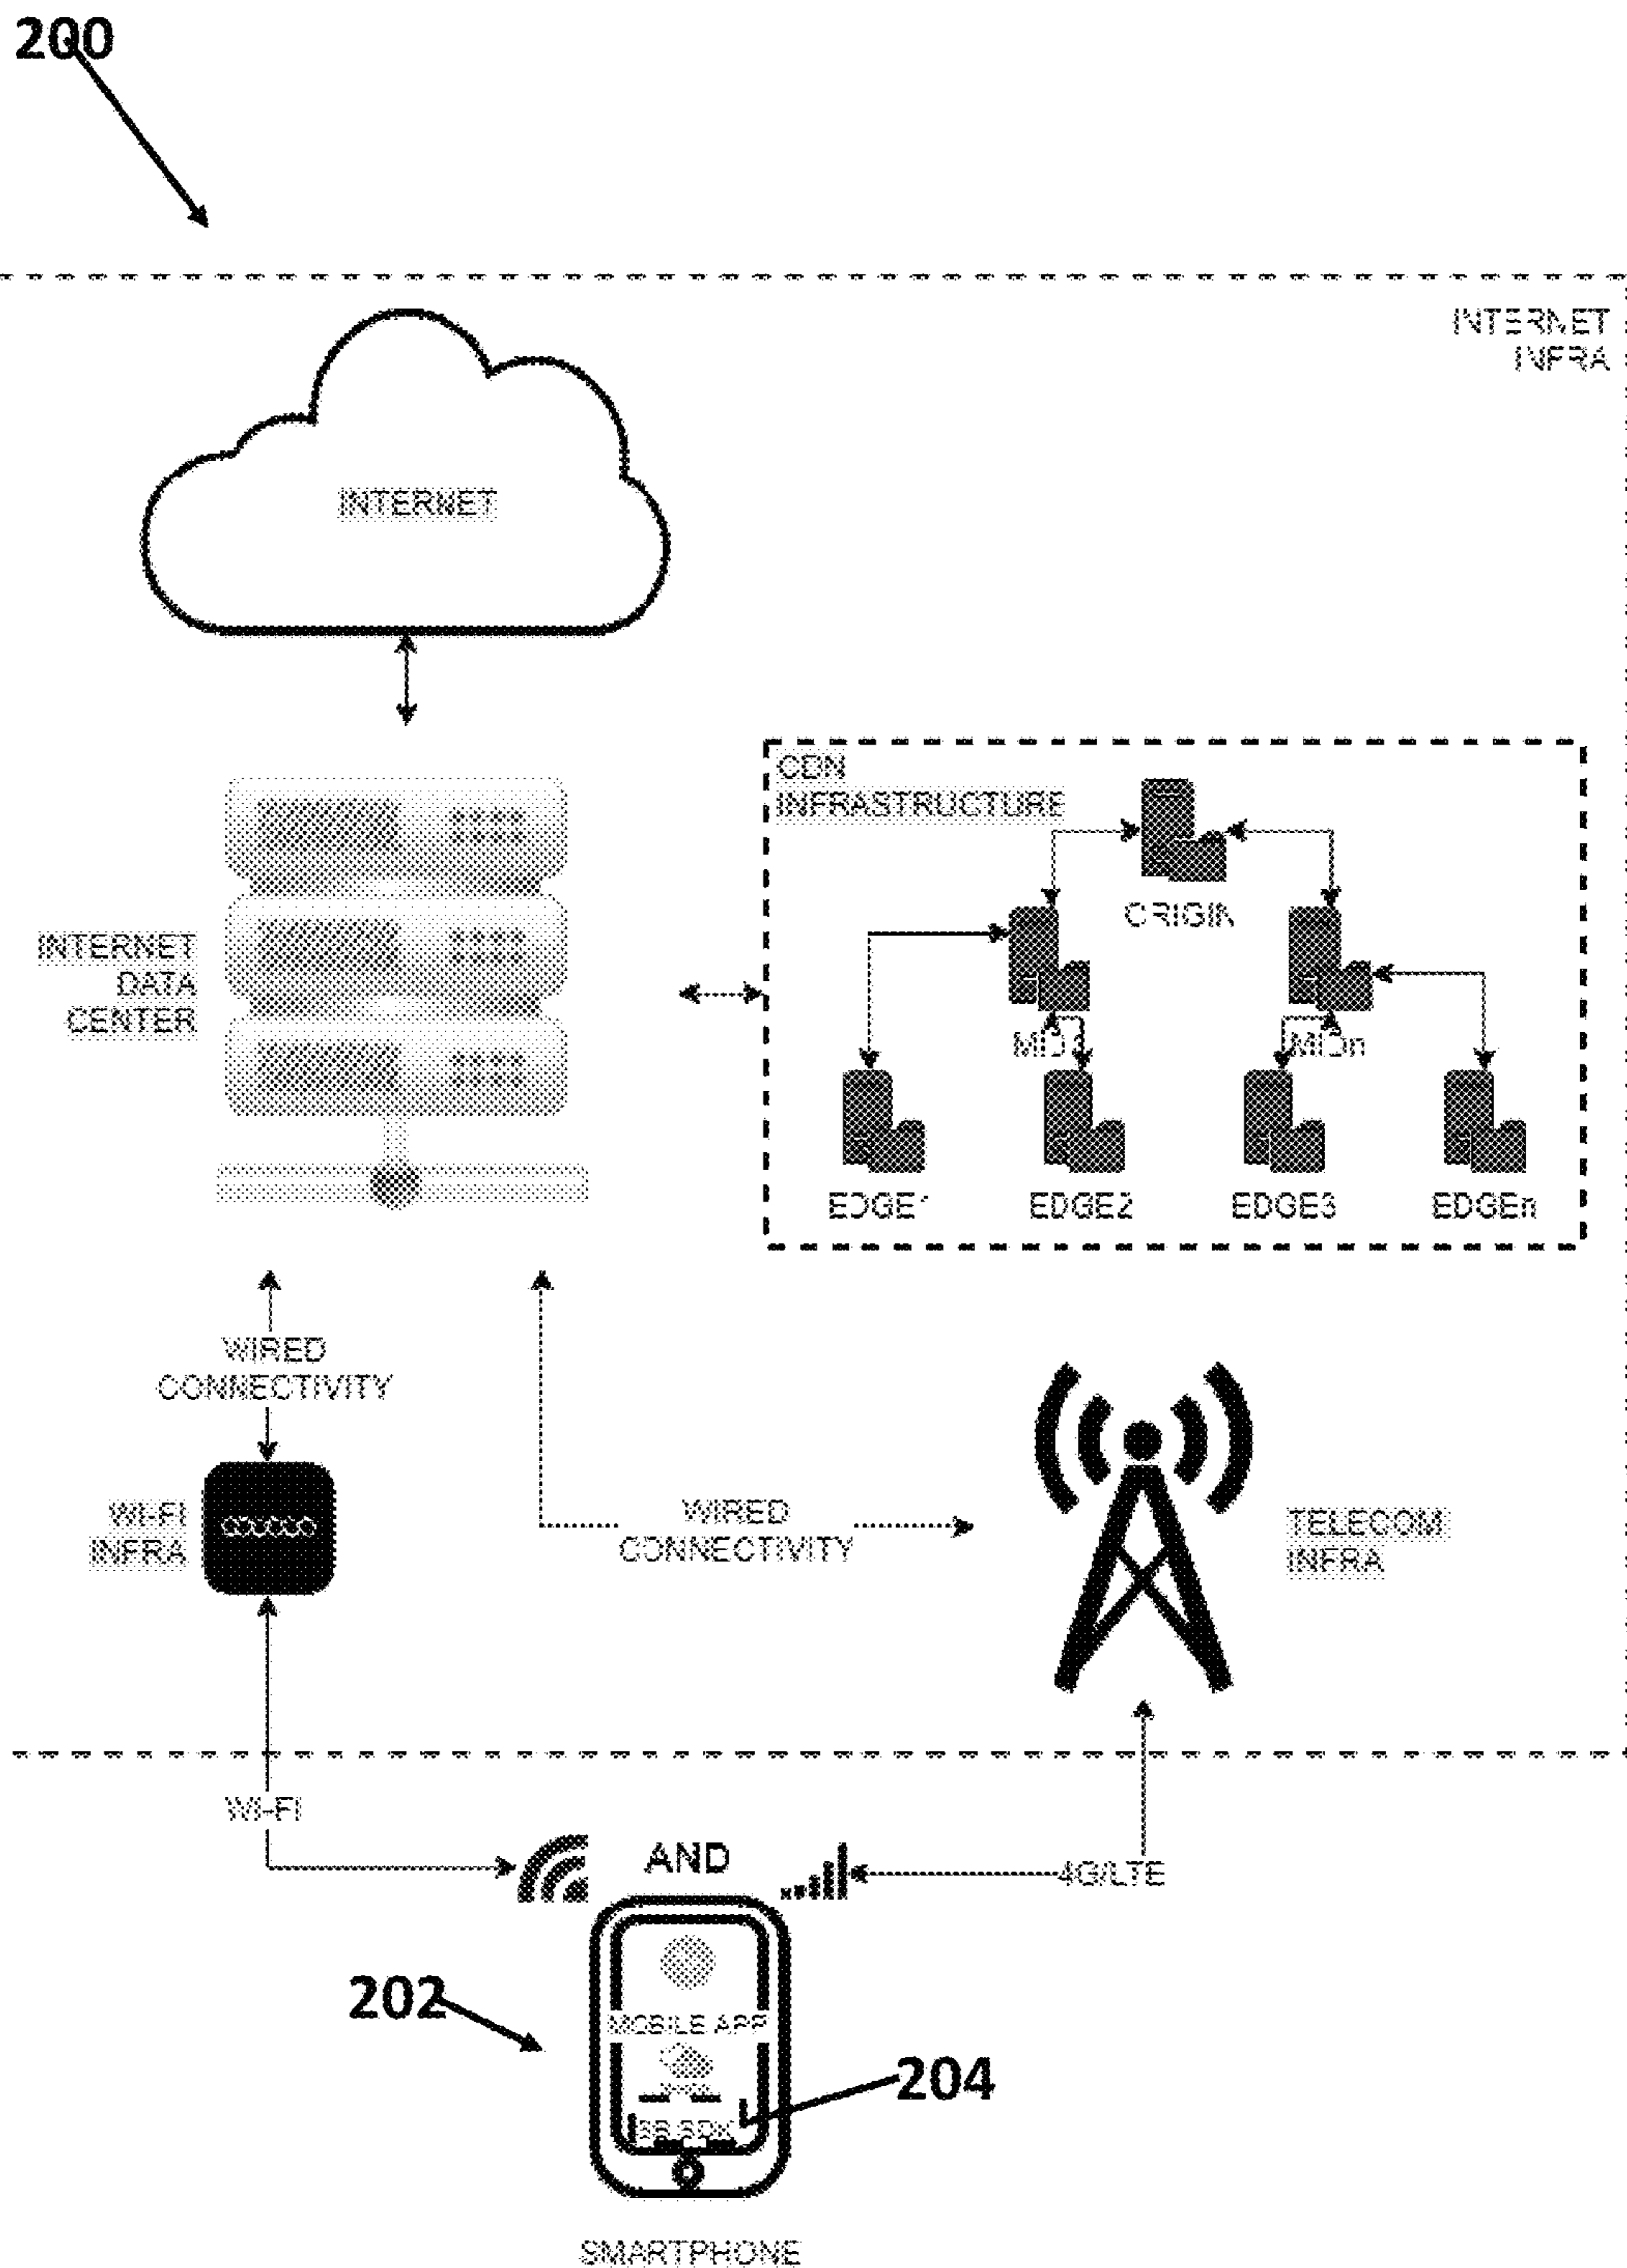 200
INTERNET
INFRA
INTERNET
CDN
INFRASTRUCTURE
ORIGIN
INTERNET
DATA
CENTER
MIDn
EDGE1
EDGE2
EDGE3
EDGEn
WIRED
CONNECTIVITY
WI-FI
INFRA
WIRED
CONNECTIVITY
TELECOM
INFRA
WI-FI
AND
4G/LTE
202
MOBILE APP
204
SMARTPHONE